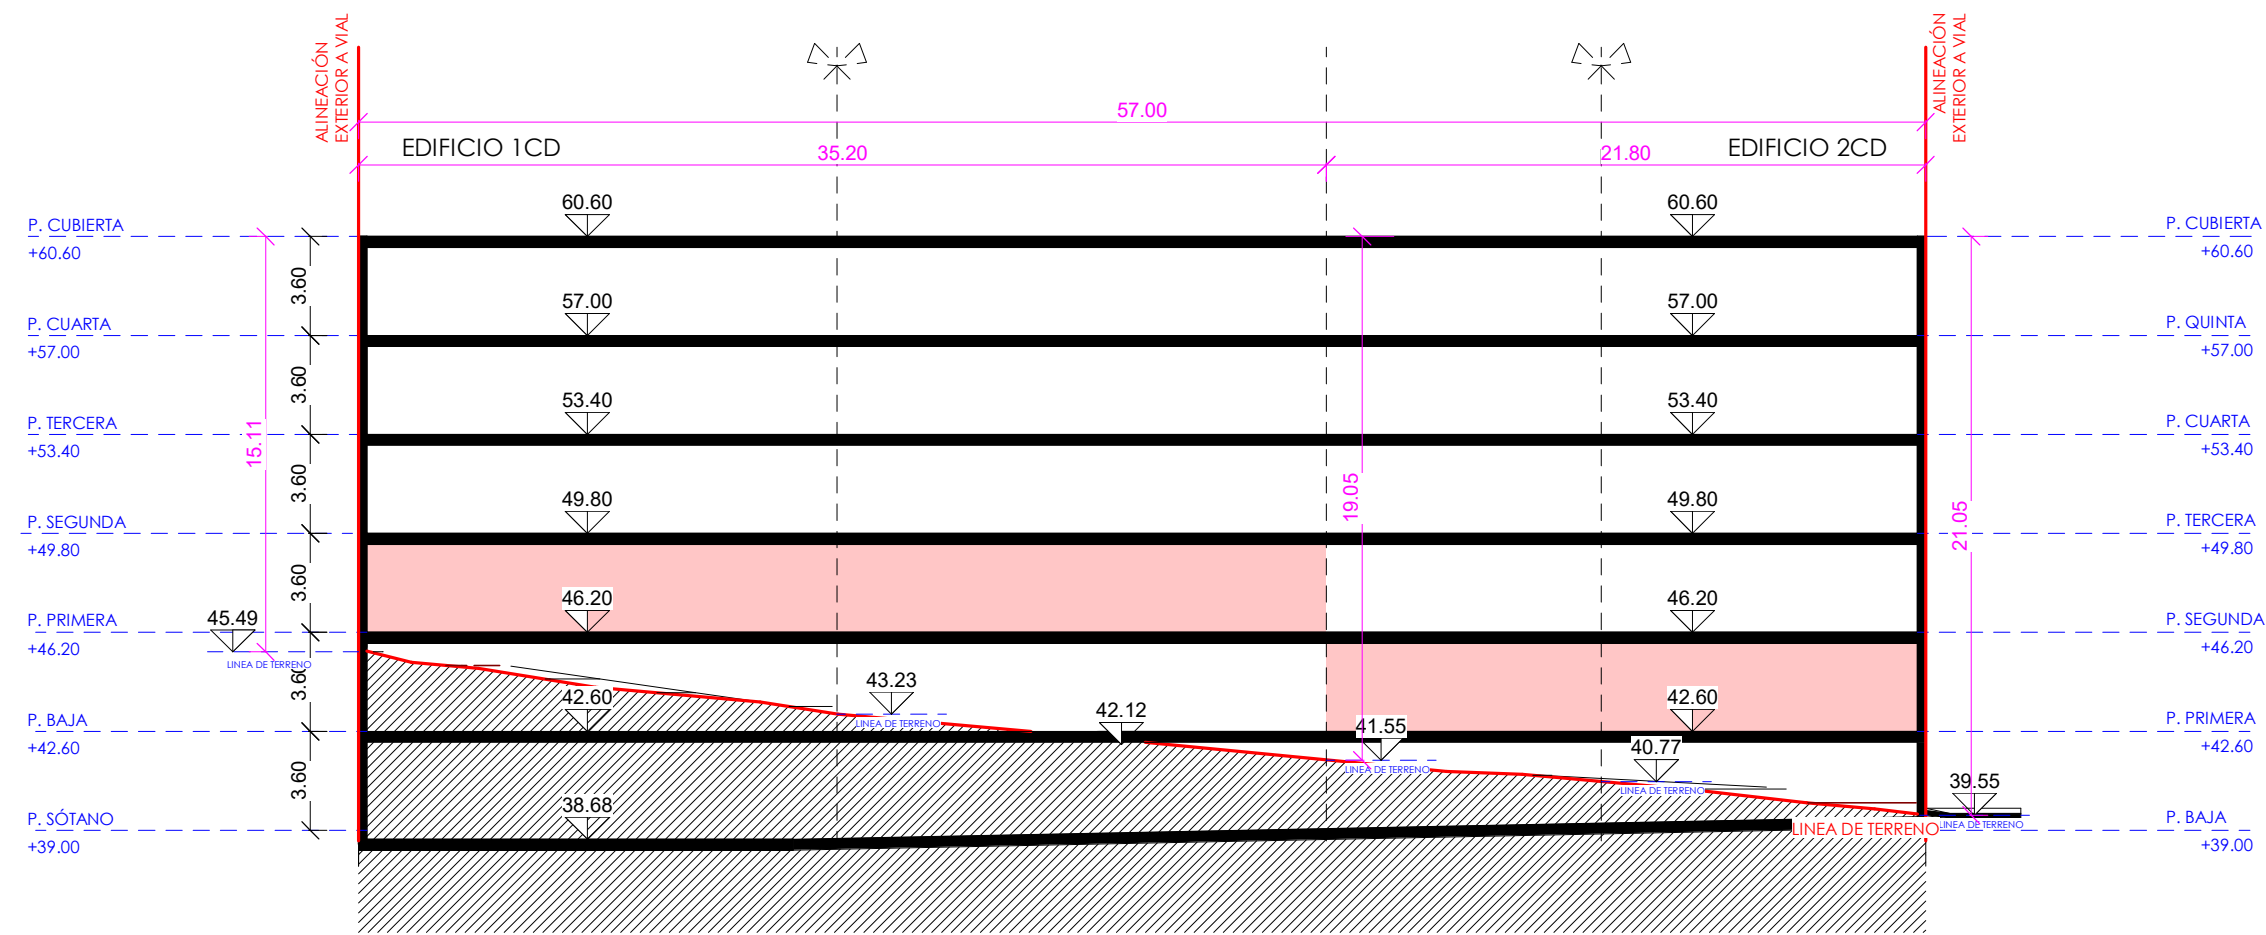 ALINEACIÓN
EXTERIOR A VIAL
ALINEACIÓN
EXTERIOR A VIAL
57.00
EDIFICIO 1CD
35.20
21.80
EDIFICIO 2CD
P. CUBIERTA
+60.60
60.60
60.60
P. CUBIERTA
+60.60
3.60
P. CUARTA
+57.00
57.00
57.00
P. QUINTA
+57.00
3.60
P. TERCERA
+53.40
15.11
53.40
53.40
P. CUARTA
+53.40
3.60
19.05
21.05
P. SEGUNDA
+49.80
49.80
49.80
P. TERCERA
+49.80
3.60
P. PRIMERA
+46.20
45.49
LINEA DE TERRENO
46.20
46.20
P. SEGUNDA
+46.20
3.60
P. BAJA
+42.60
42.60
43.23
LINEA DE TERRENO
42.12
41.55
LINEA DE TERRENO
42.60
40.77
LINEA DE TERRENO
P. PRIMERA
+42.60
3.60
P. SÓTANO
+39.00
38.68
39.55
LINEA DE TERRENO
LINEA DE TERRENO
P. BAJA
+39.00